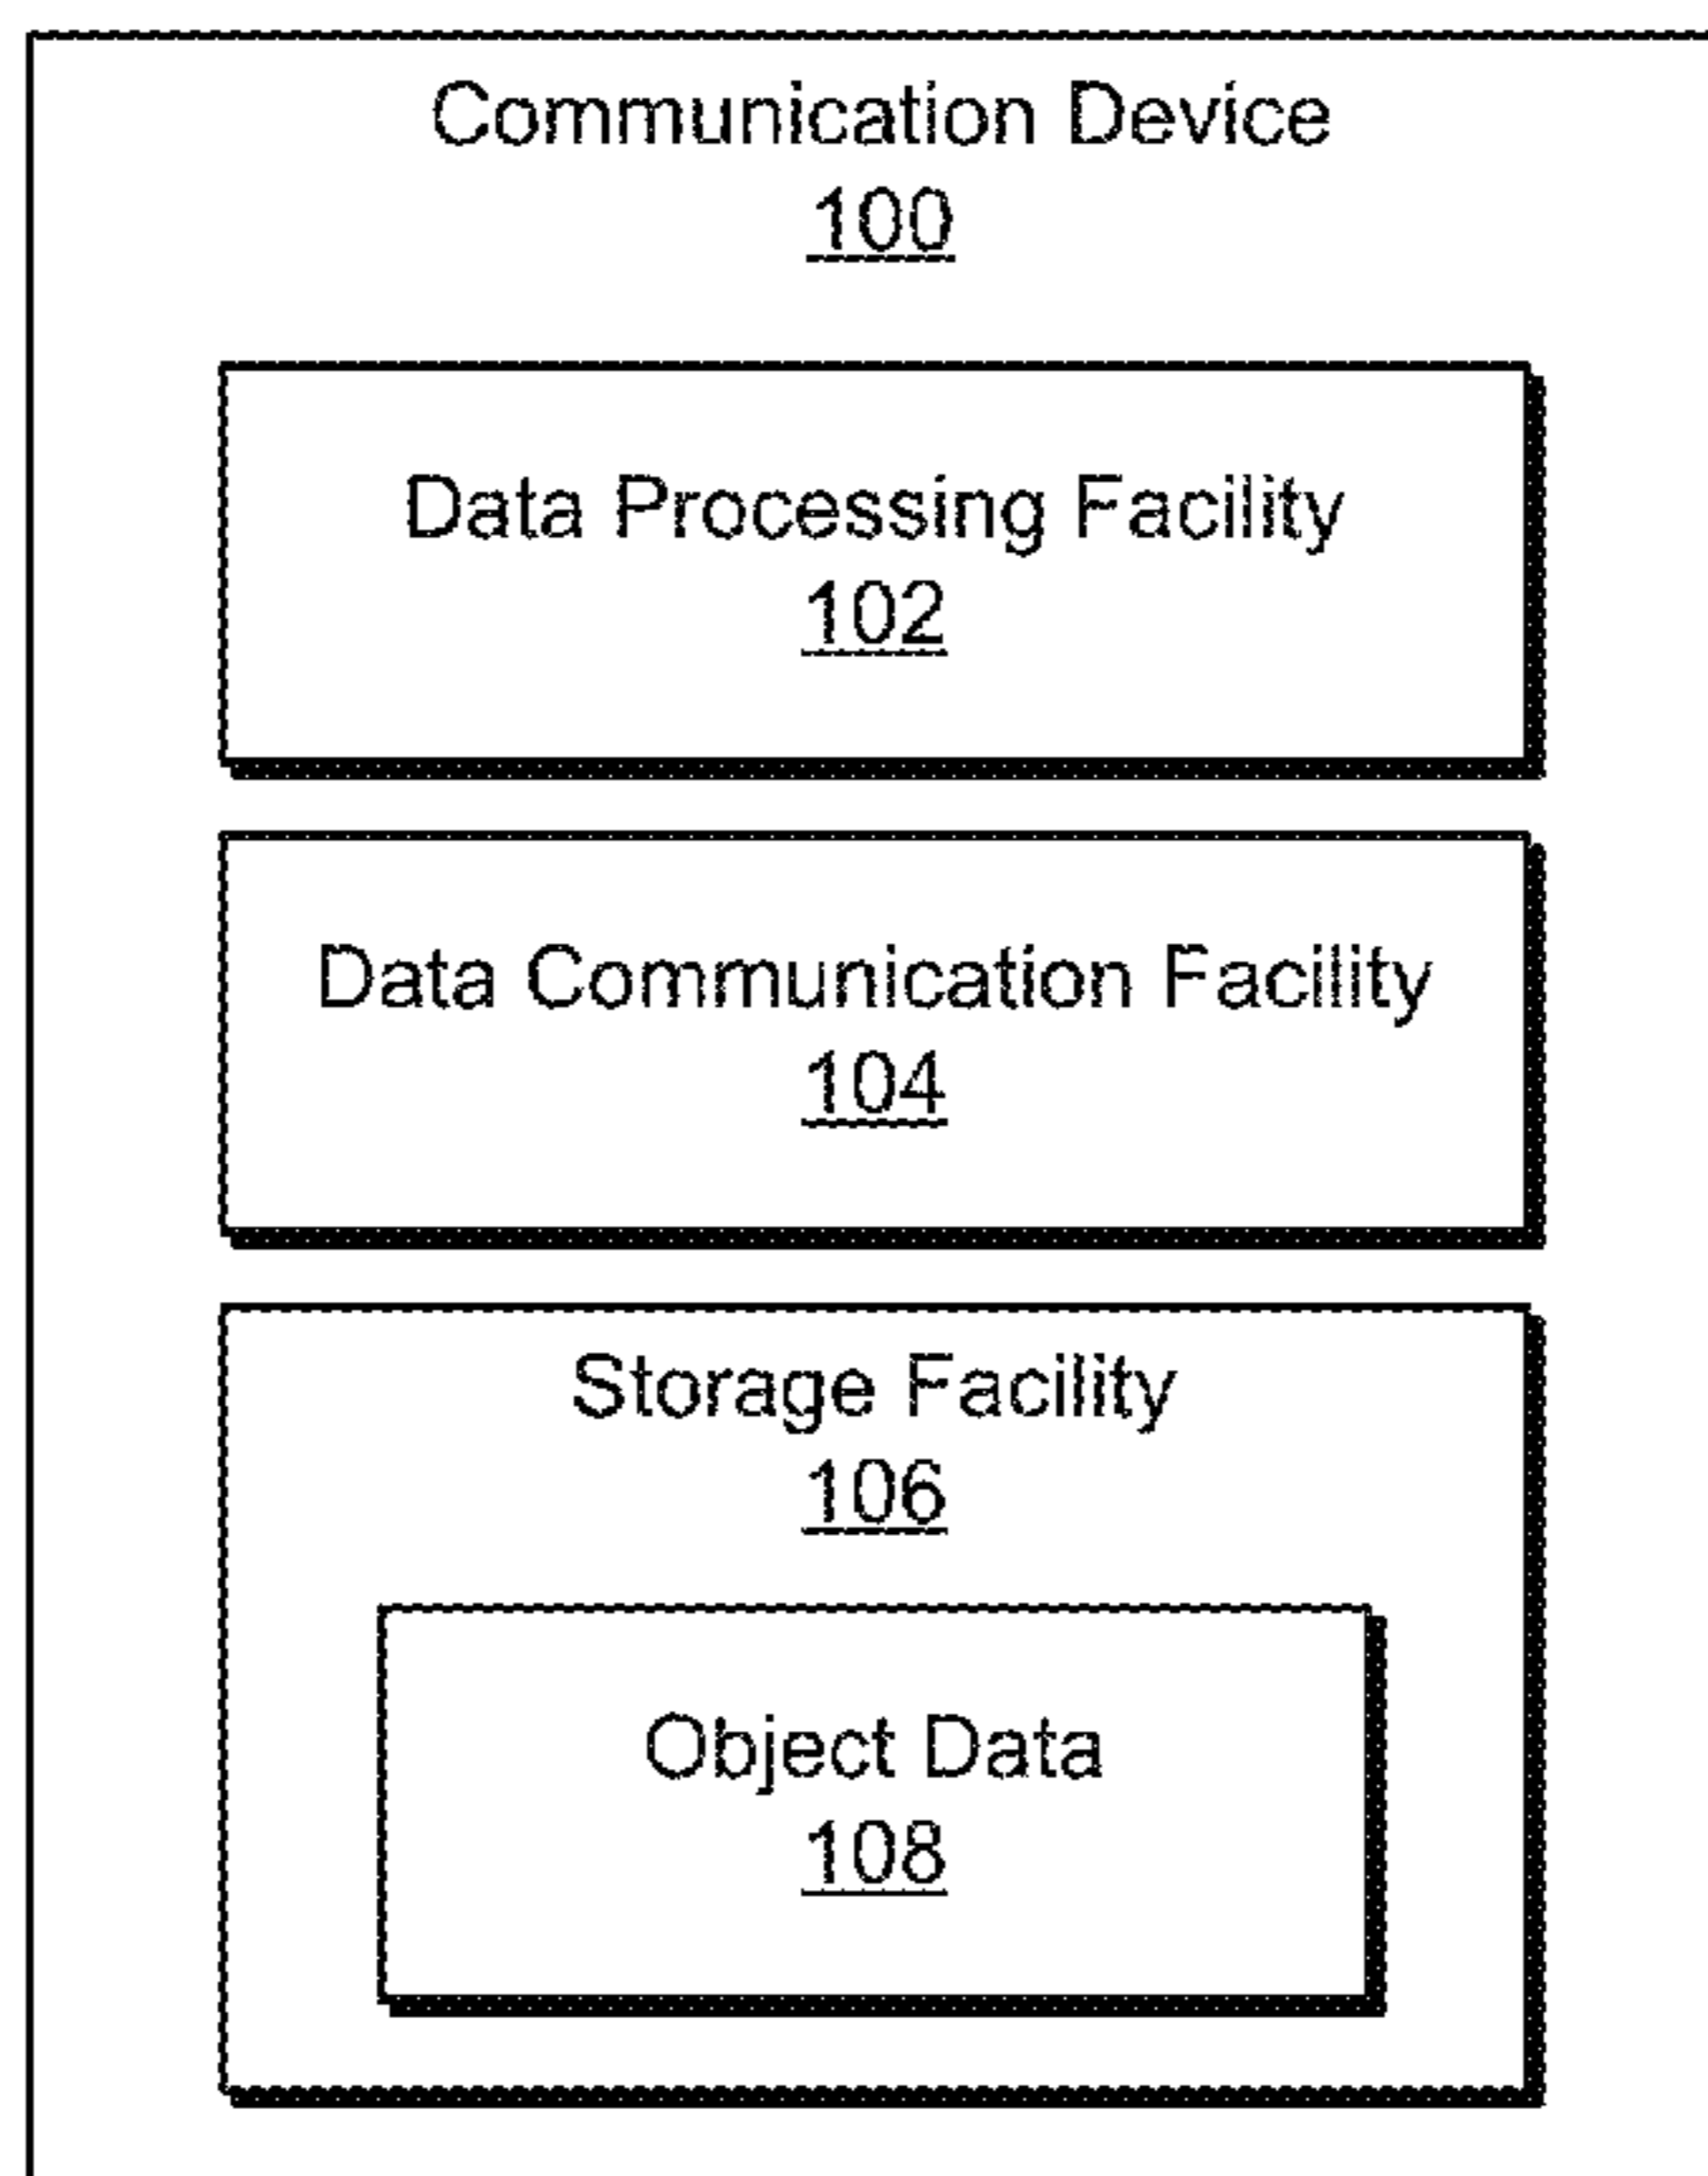 Communication Device
100
Data Processing Facility
102
Data Communication Facility
104
Storage Facility
106
Object Data
108